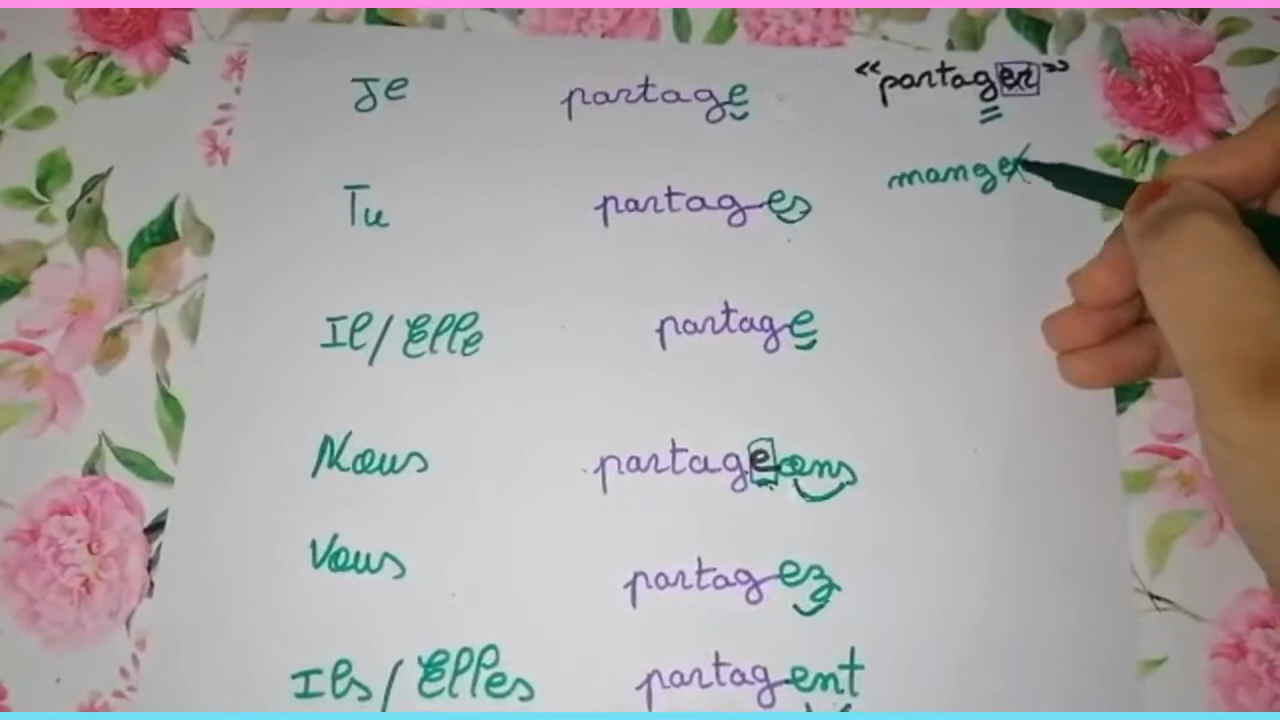 Je partage «partager»
manger
Tu partages
Il/Elle partage
Nous partageons
Vous partagez
Ils/Elles partagent